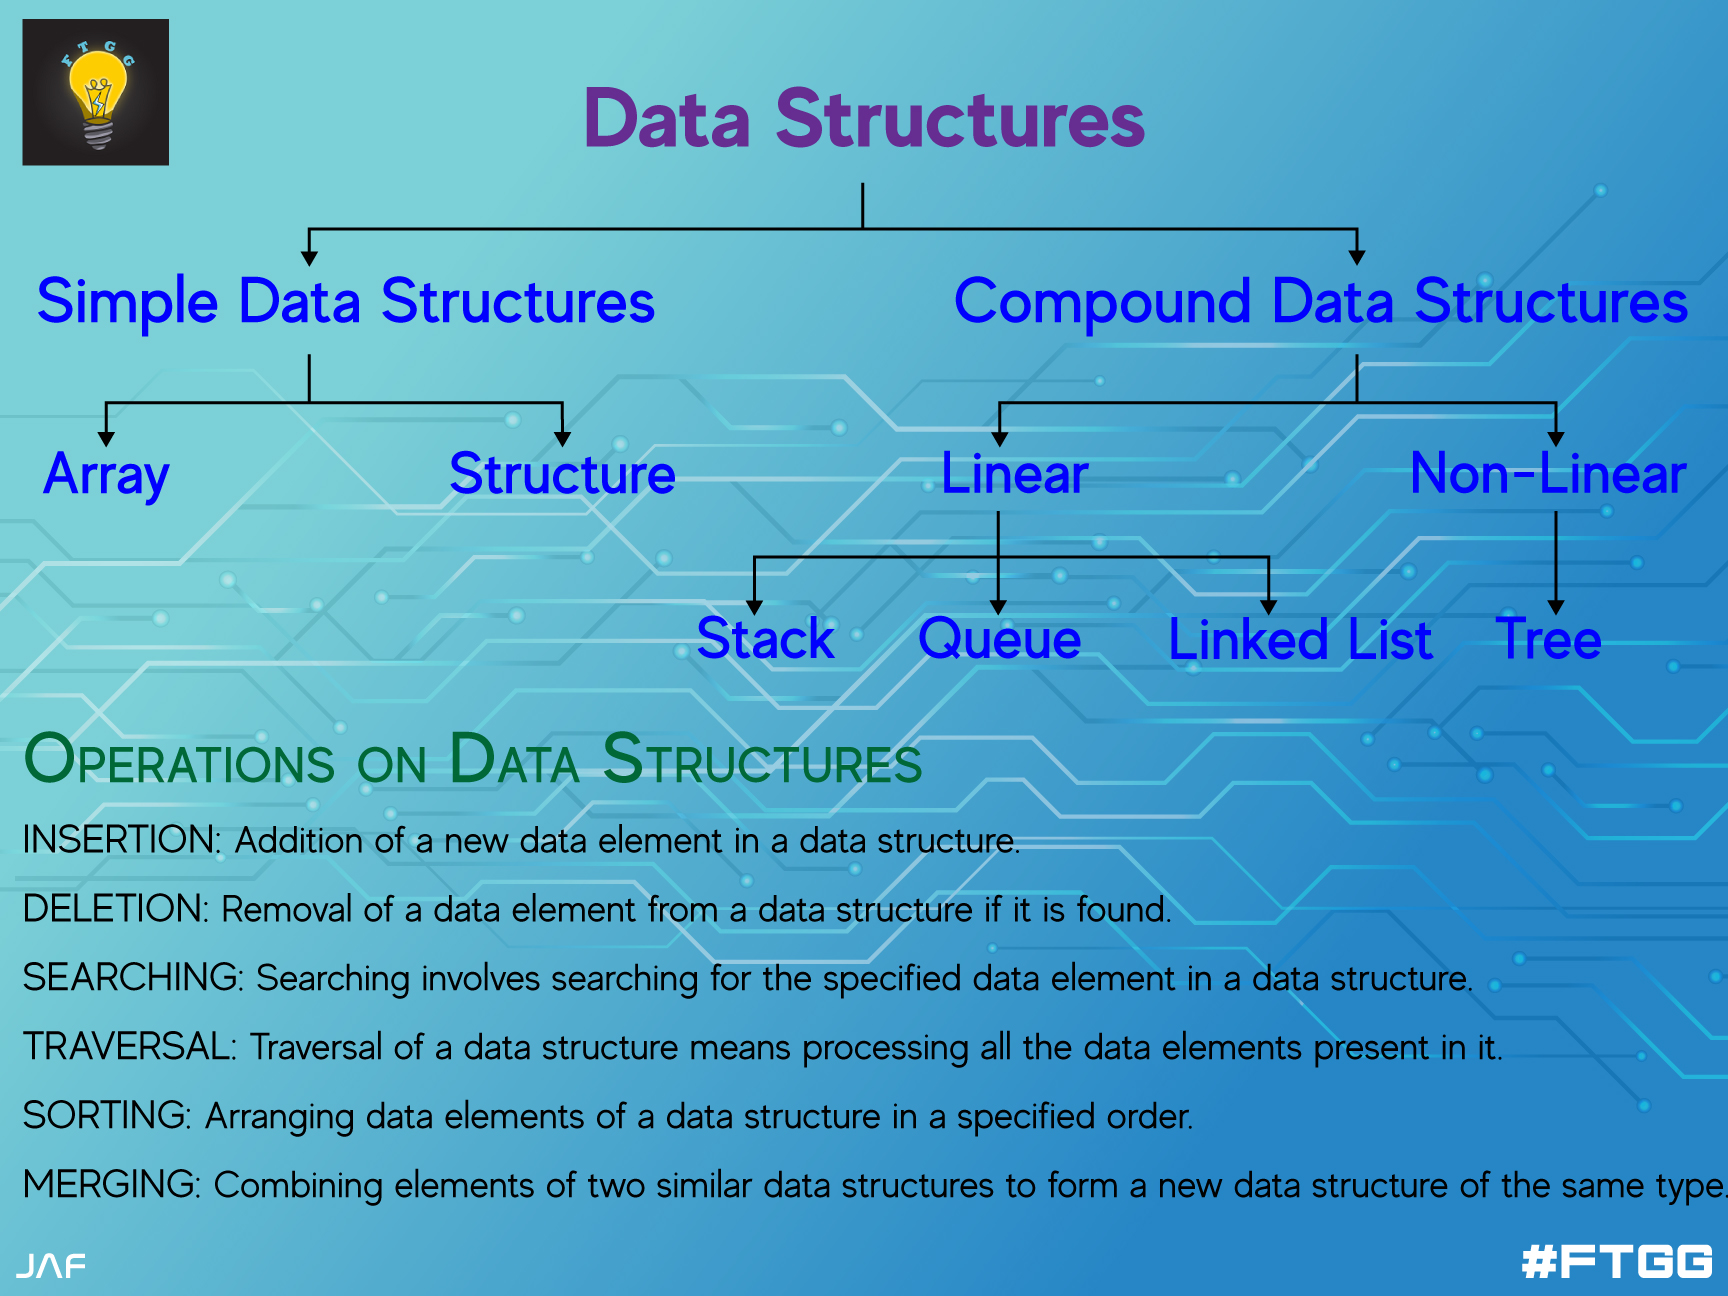 F T G G
Data Structures
Simple Data Structures Compound Data Structures
Array Structure Linear Non-Linear
Stack Queue Linked List Tree
OPERATIONS ON DATA STRUCTURES
INSERTION: Addition of a new data element in a data structure.
DELETION: Removal of a data element from a data structure if it is found.
SEARCHING: Searching involves searching for the specified data element in a data structure.
TRAVERSAL: Traversal of a data structure means processing all the data elements present in it.
SORTING: Arranging data elements of a data structure in a specified order.
MERGING: Combining elements of two similar data structures to form a new data structure of the same type.
JAF #FTGG